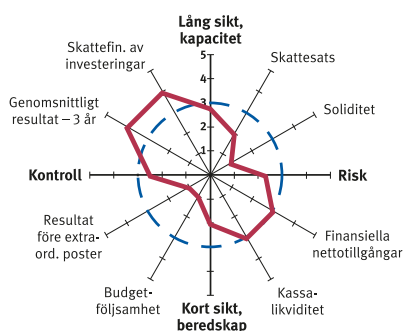 Lång sikt,
kapacitet
Skattefin. av
investeringar
Skattesats
Genomsnittligt
resultat – 3 år
Soliditet
5
4
3
2
1
Kontroll
Risk
Resultat
före extra-
ord. poster
Finansiella
nettotillgångar
Budget-
följsamhet
Kassa-
likviditet
Kort sikt,
beredskap